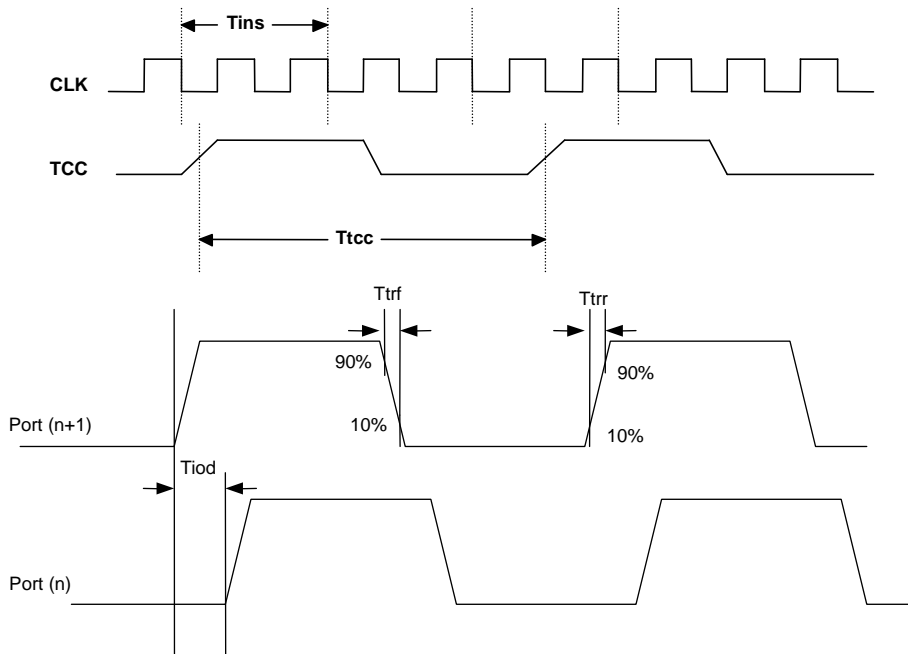 Tins
CLK
TCC
Ttcc
Ttrf
Ttrr
90%
90%
Port (n+1)
10%
10%
Tiod
Port (n)